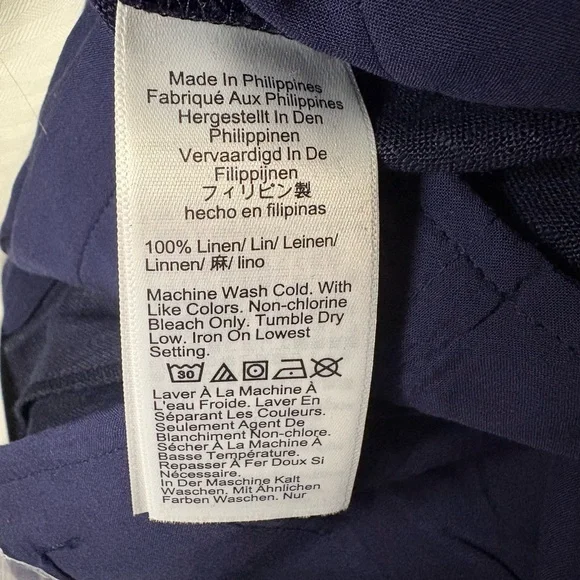 Made In Philippines
Fabriqué Aux Philippines
Hergestellt In Den
Philippinen
Vervaardigd In De
Filippijnen
フィリピン製
hecho en filipinas
100% Linen/ Lin/ Leinen/
Linnen/ 麻/ lino
Machine Wash Cold. With
Like Colors. Non-chlorine
Bleach Only. Tumble Dry
Low. Iron On Lowest
Setting.
30
Laver À La Machine À
L'eau Froide. Laver En
Séparant Les Couleurs.
Seulement Agent De
Blanchiment Non-chlore.
Sécher À La Machine À
Basse Température.
Repasser À Fer Doux Si
Nécessaire.
In Der Maschine Kalt
Waschen. Mit Ähnlichen
Farben Waschen. Nur